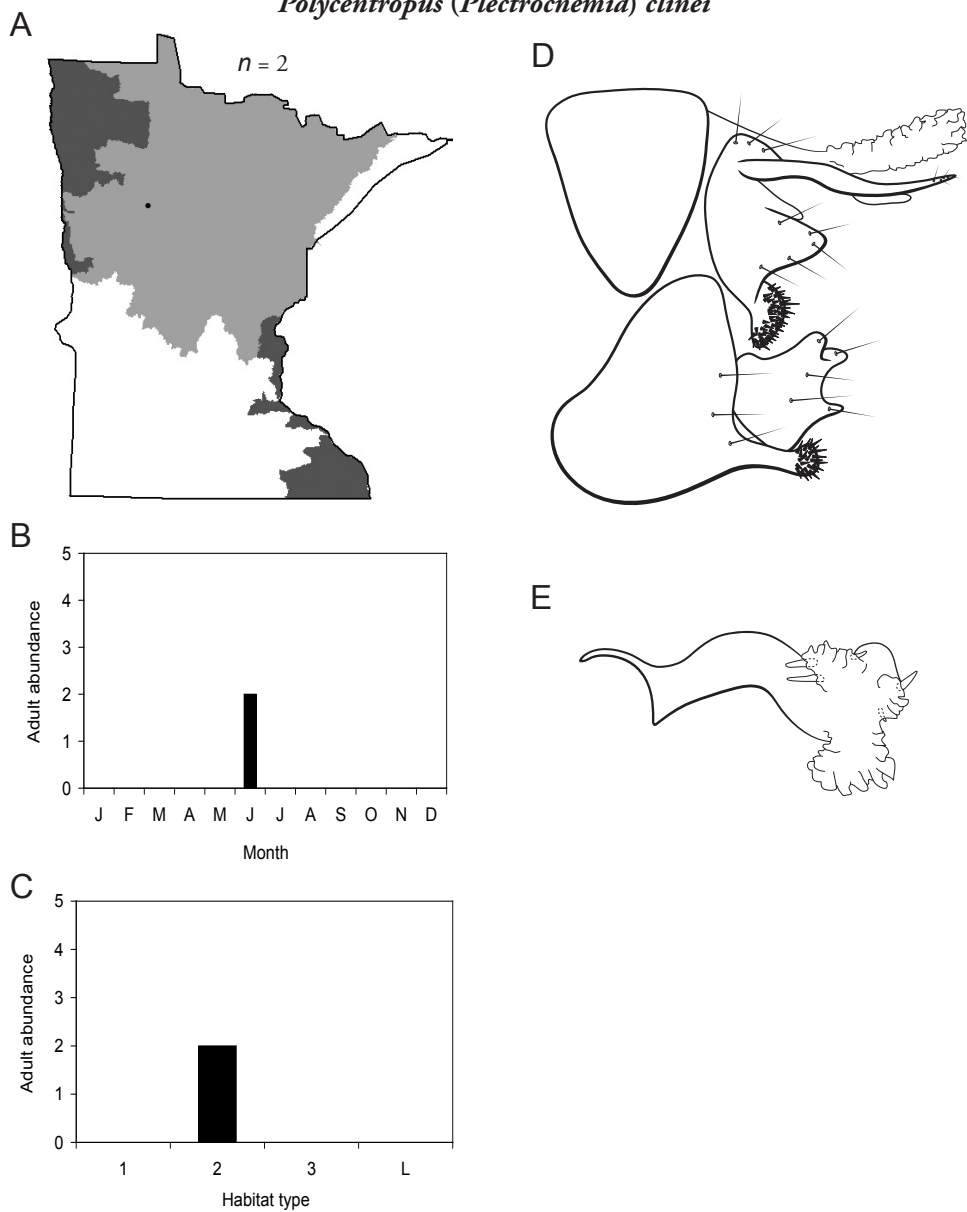 Polycentropus (Plectrocnemia) clinei
A
n = 2
D
B
5
4
3
2
1
0
Adult abundance
J F M A M J J A S O N D
Month
E
C
5
4
3
2
1
0
Adult abundance
1 2 3 L
Habitat type